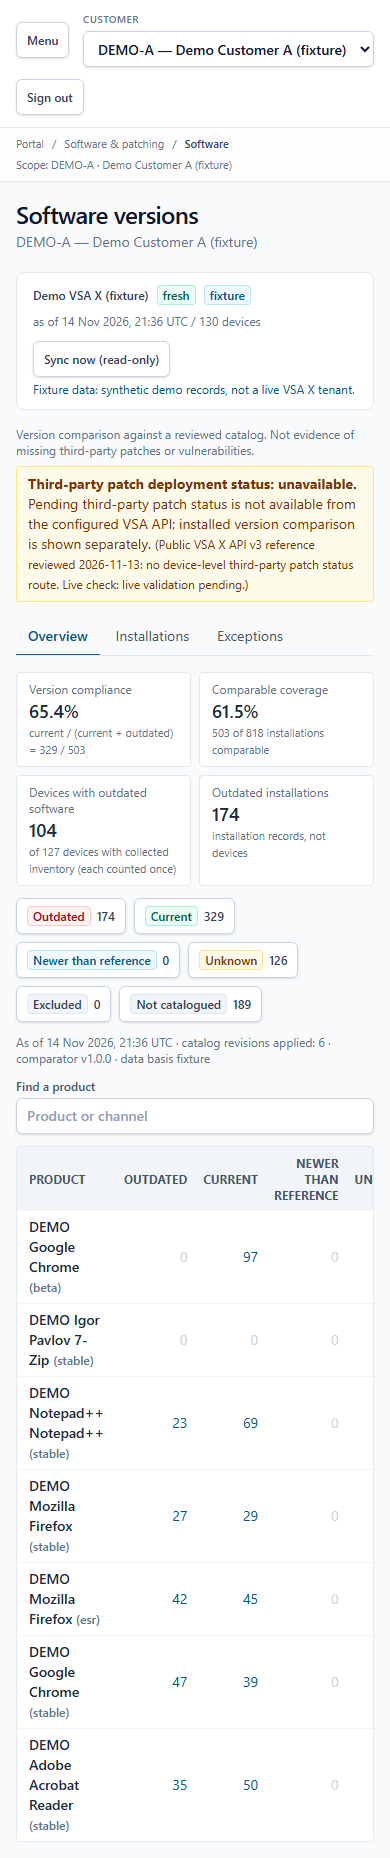 Menu
CUSTOMER
DEMO-A — Demo Customer A (fixture)
Sign out
Portal / Software & patching / Software
Scope: DEMO-A · Demo Customer A (fixture)
Software versions
DEMO-A — Demo Customer A (fixture)
Demo VSA X (fixture) fresh fixture
as of 14 Nov 2026, 21:36 UTC / 130 devices
Sync now (read-only)
Fixture data: synthetic demo records, not a live VSA X tenant.
Version comparison against a reviewed catalog. Not evidence of
missing third-party patches or vulnerabilities.
Third-party patch deployment status: unavailable.
Pending third-party patch status is not available from
the configured VSA API; installed version comparison
is shown separately. (Public VSA X API v3 reference
reviewed 2026-11-13: no device-level third-party patch status
route. Live check: live validation pending.)
Overview Installations Exceptions
Version compliance
65.4%
current / (current + outdated)
= 329 / 503
Comparable coverage
61.5%
503 of 818 installations
comparable
Devices with outdated
software
104
of 127 devices with collected
inventory (each counted once)
Outdated installations
174
installation records, not
devices
Outdated 174 Current 329
Newer than reference 0 Unknown 126
Excluded 0 Not catalogued 189
As of 14 Nov 2026, 21:36 UTC · catalog revisions applied: 6 ·
comparator v1.0.0 · data basis fixture
Find a product
Product or channel
PRODUCT OUTDATED CURRENT NEWER THAN REFERENCE UN
DEMO
Google
Chrome
(beta)
0 97 0
DEMO Igor
Pavlov 7-
Zip (stable)
0 0 0
DEMO
Notepad++
Notepad++
(stable)
23 69 0
DEMO
Mozilla
Firefox
(stable)
27 29 0
DEMO
Mozilla
Firefox (esr)
42 45 0
DEMO
Google
Chrome
(stable)
47 39 0
DEMO
Adobe
Acrobat
Reader
(stable)
35 50 0